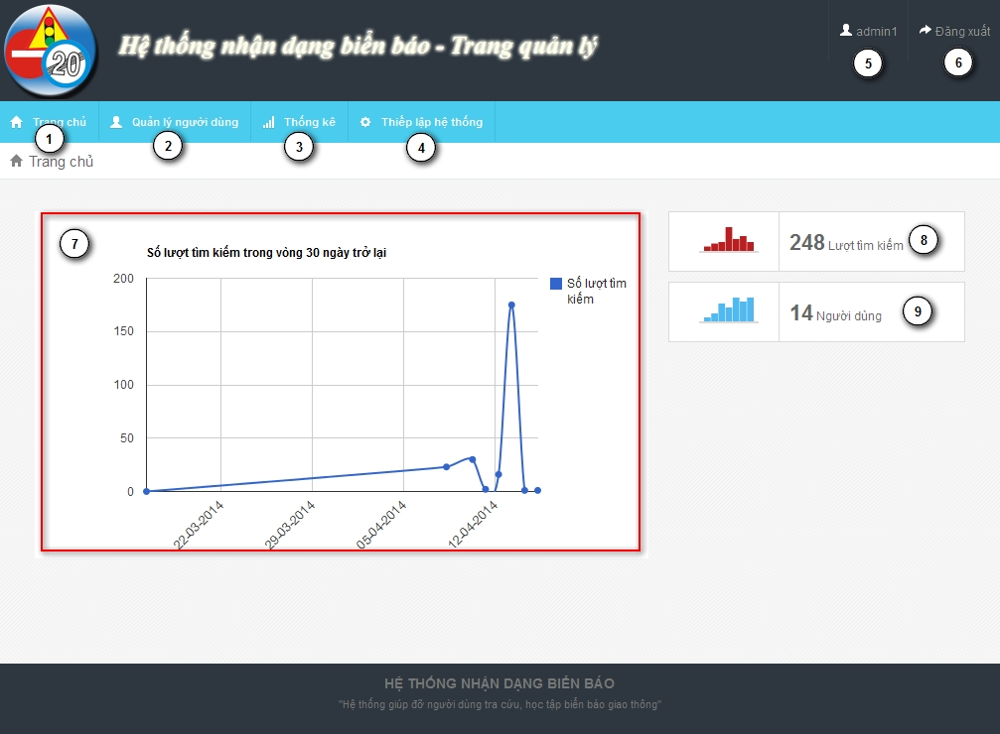 20
Hệ thống nhận dạng biển báo - Trang quản lý
admin1
Đăng xuất
5
6
Trang chủ
Quản lý người dùng
Thống kê
Thiếp lập hệ thống
1
2
3
4
Trang chủ
7
Số lượt tìm kiếm trong vòng 30 ngày trở lại
200
150
100
50
0
22-03-2014
29-03-2014
05-04-2014
12-04-2014
Số lượt tìm
kiếm
248 Lượt tìm kiếm
8
14 Người dùng
9
HỆ THỐNG NHẬN DẠNG BIỂN BÁO
"Hệ thống giúp đỡ người dùng tra cứu, học tập biển báo giao thông"